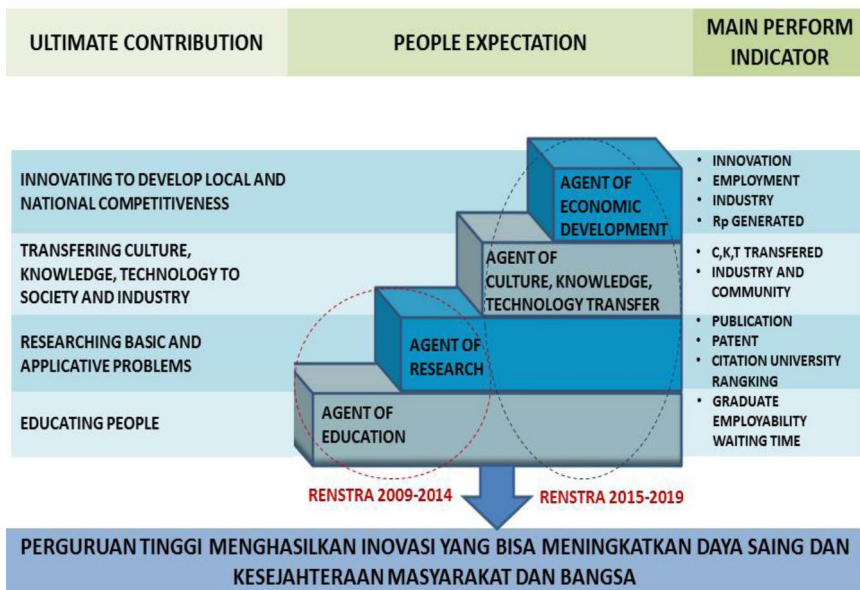 ULTIMATE CONTRIBUTION
PEOPLE EXPECTATION
MAIN PERFORM
INDICATOR
INNOVATING TO DEVELOP LOCAL AND
NATIONAL COMPETITIVENESS
AGENT OF
ECONOMIC
DEVELOPMENT
• INNOVATION
• EMPLOYMENT
• INDUSTRY
• Rp GENERATED
TRANSFERING CULTURE,
KNOWLEDGE, TECHNOLOGY TO
SOCIETY AND INDUSTRY
AGENT OF
CULTURE, KNOWLEDGE,
TECHNOLOGY TRANSFER
• C,K,T TRANSFERED
• INDUSTRY AND
COMMUNITY
RESEARCHING BASIC AND
APPLICATIVE PROBLEMS
AGENT OF
RESEARCH
• PUBLICATION
• PATENT
• CITATION UNIVERSITY
RANGKING
EDUCATING PEOPLE
AGENT OF
EDUCATION
• GRADUATE
EMPLOYABILITY
WAITING TIME
RENSTRA 2009-2014
RENSTRA 2015-2019
PERGURUAN TINGGI MENGHASILKAN INOVASI YANG BISA MENINGKATKAN DAYA SAING DAN
KESEJAHTERAAN MASYARAKAT DAN BANGSA